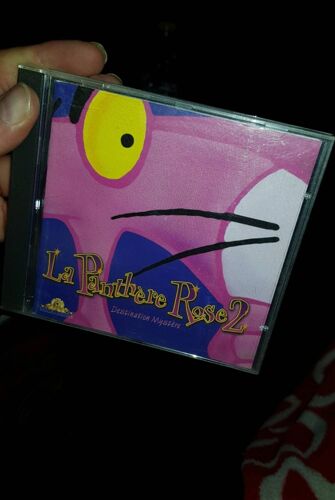 La Panthère Rose 2
Destination Mystère